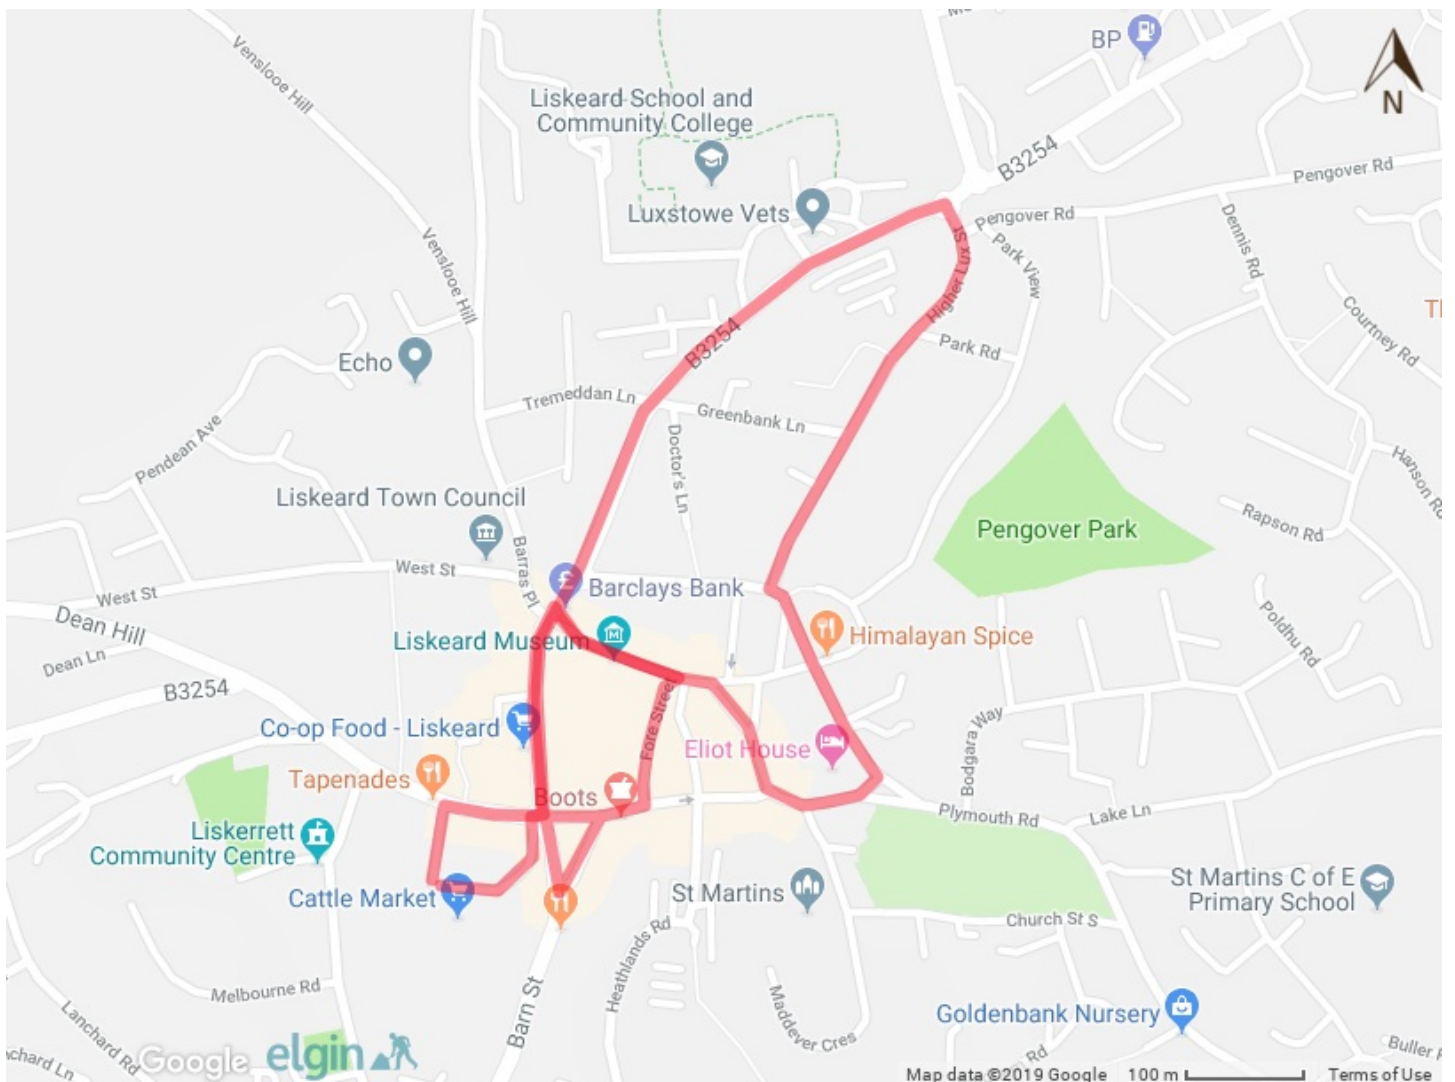 BP
N
Venslooe Hill
Liskeard School and
Community College
B3254
Pengover Rd
Luxstowe Vets
Pengover Rd
Higher Lux St
Park View
Dennis Rd
Venslooe Hill
B3254
Courtney Rd
Echo
Park Rd
Tremeddan Ln
Greenbank Ln
Pendean Ave
Doctor's Ln
Hanson Rd
Liskeard Town Council
Rapson Rd
Pengover Park
Barras Pl
West St
West St
Barclays Bank
Dean Hill
Liskeard Museum
Himalayan Spice
Poldhu Rd
Dean Ln
B3254
Fore Street
Co-op Food - Liskeard
Eliot House
Bodgara Way
Tapenades
Boots
Plymouth Rd
Lake Ln
Liskerrett
Community Centre
Cattle Market
St Martins
St Martins C of E
Primary School
Church St S
Heathlands Rd
Melbourne Rd
Barn St
Maddever Cres
Goldenbank Nursery
Lanchard Rd
Google
elgin
Rd
Buller
Map data ©2019 Google
100 m
Terms of Use